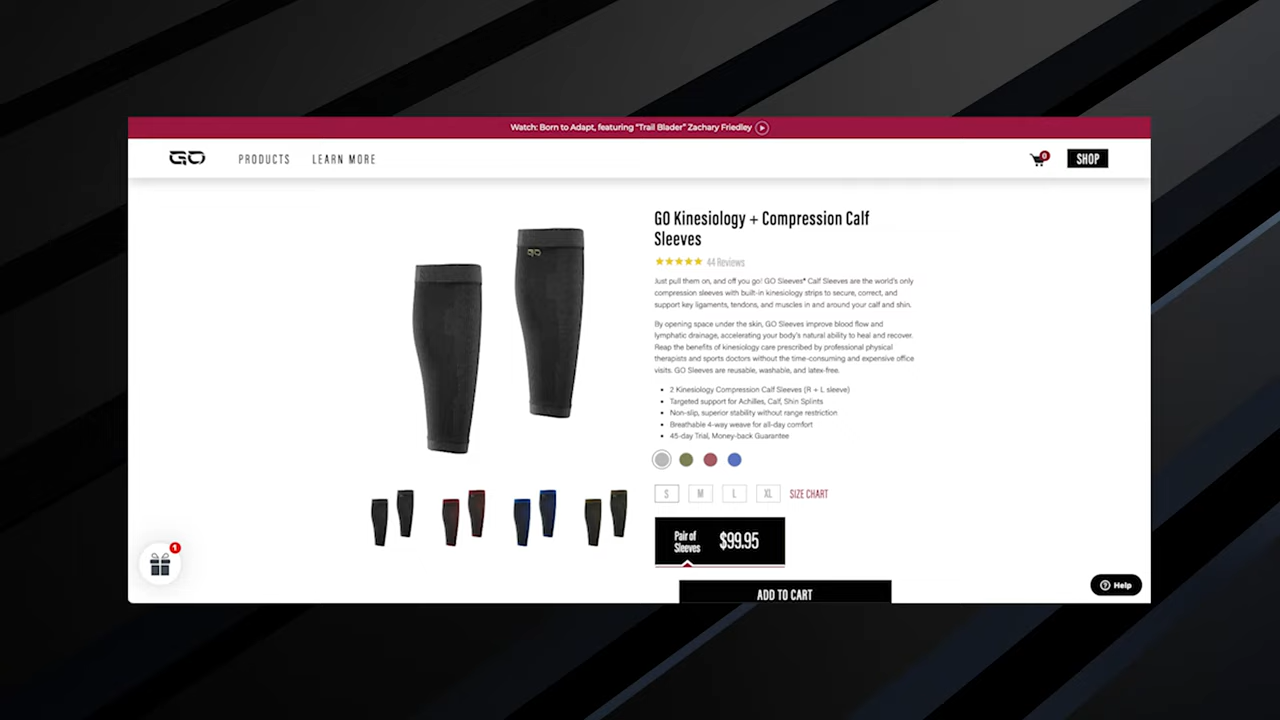 Watch: Born to Adapt, featuring "Trail Blader" Zachary Friedley
GO
PRODUCTS
LEARN MORE
0
SHOP
GO Kinesiology + Compression Calf
Sleeves
44 Reviews
Just pull them on, and off you go! GO Sleeves® Calf Sleeves are the world's only
compression sleeves with built-in kinesiology strips to secure, correct, and
support key ligaments, tendons, and muscles in and around your calf and shin.
By opening space under the skin, GO Sleeves improve blood flow and
lymphatic drainage, accelerating your body's natural ability to heal and recover.
Reap the benefits of kinesiology care prescribed by professional physical
therapists and sports doctors without the time-consuming and expensive office
visits. GO Sleeves are reusable, washable, and latex-free.
2 Kinesiology Compression Calf Sleeves (R + L sleeve)
Targeted support for Achilles, Calf, Shin Splints
Non-slip, superior stability without range restriction
Breathable 4-way weave for all-day comfort
45-day Trial, Money-back Guarantee
S
M
L
XL
SIZE CHART
Pair of
Sleeves
$99.95
ADD TO CART
GO
1
Help